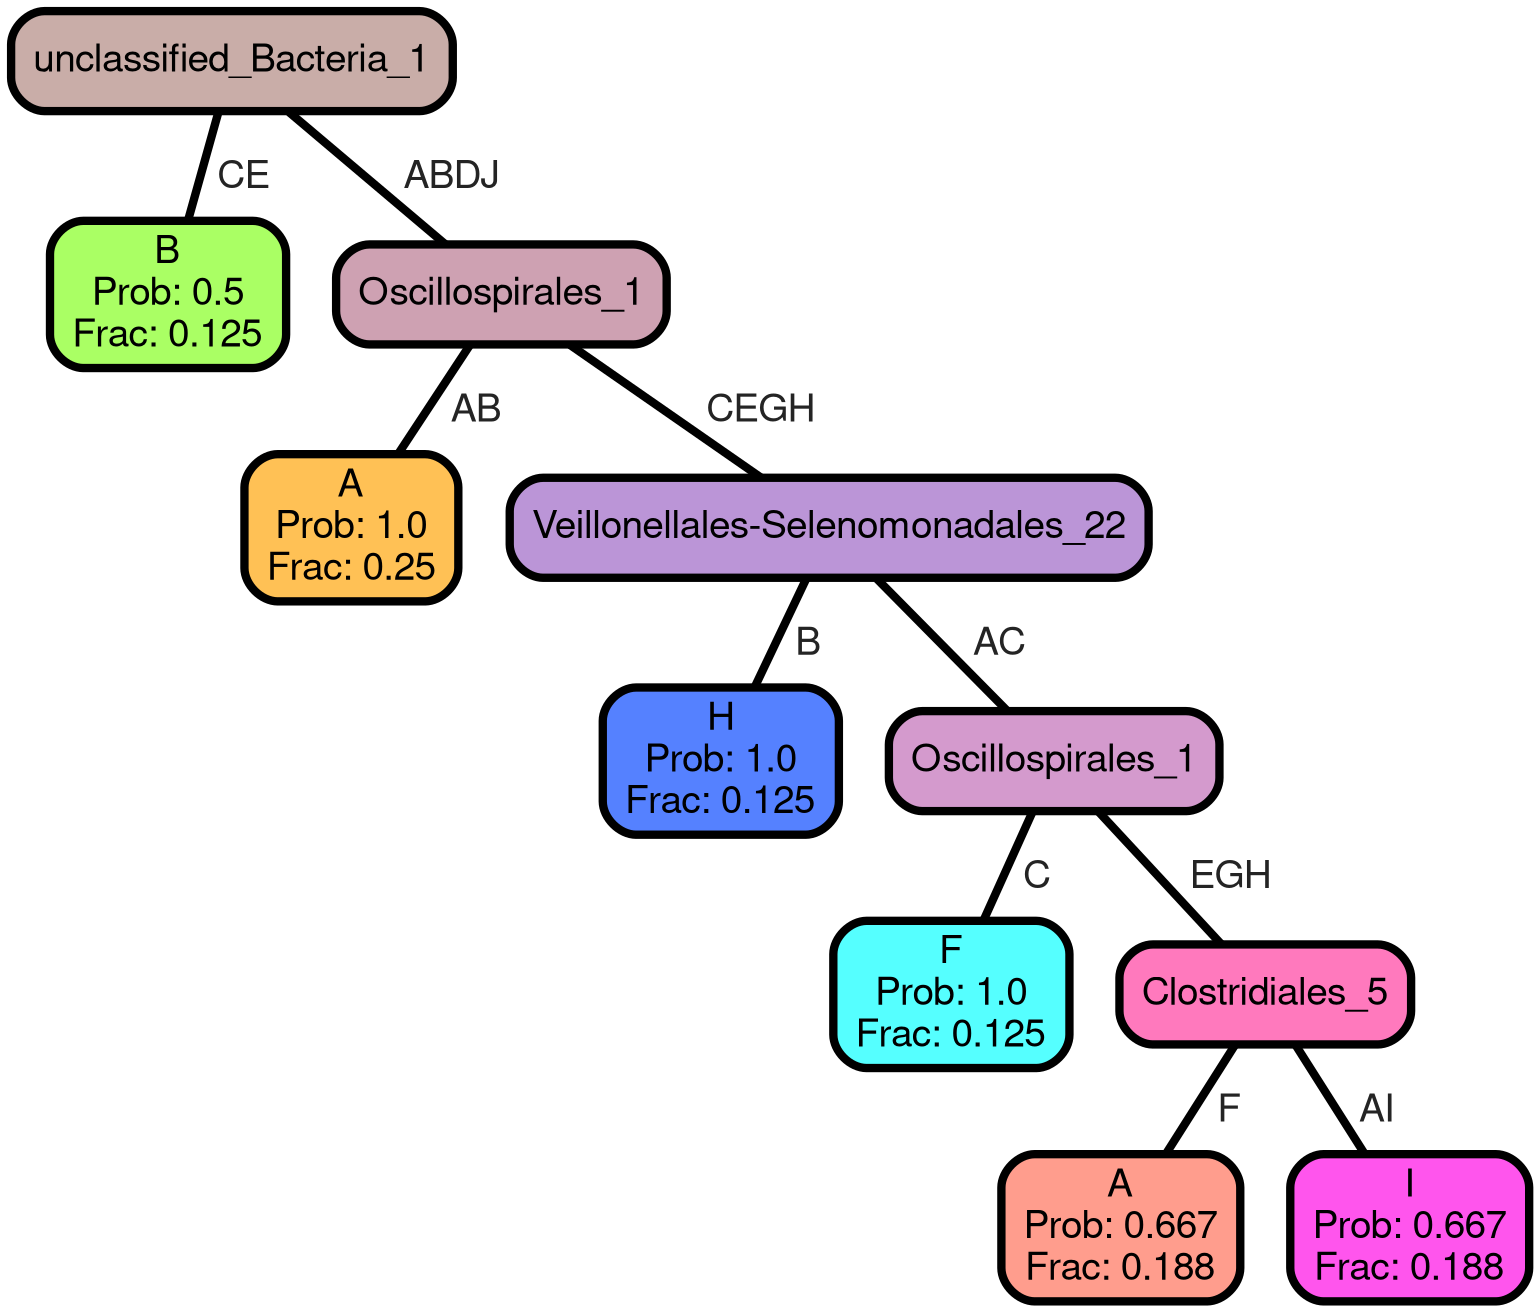 unclassified_Bacteria_1
CE
ABDJ
B
Prob: 0.5
Frac: 0.125
Oscillospirales_1
AB
CEGH
A
Prob: 1.0
Frac: 0.25
Veillonellales-Selenomonadales_22
B
AC
H
Prob: 1.0
Frac: 0.125
Oscillospirales_1
C
EGH
F
Prob: 1.0
Frac: 0.125
Clostridiales_5
F
AI
A
Prob: 0.667
Frac: 0.188
I
Prob: 0.667
Frac: 0.188